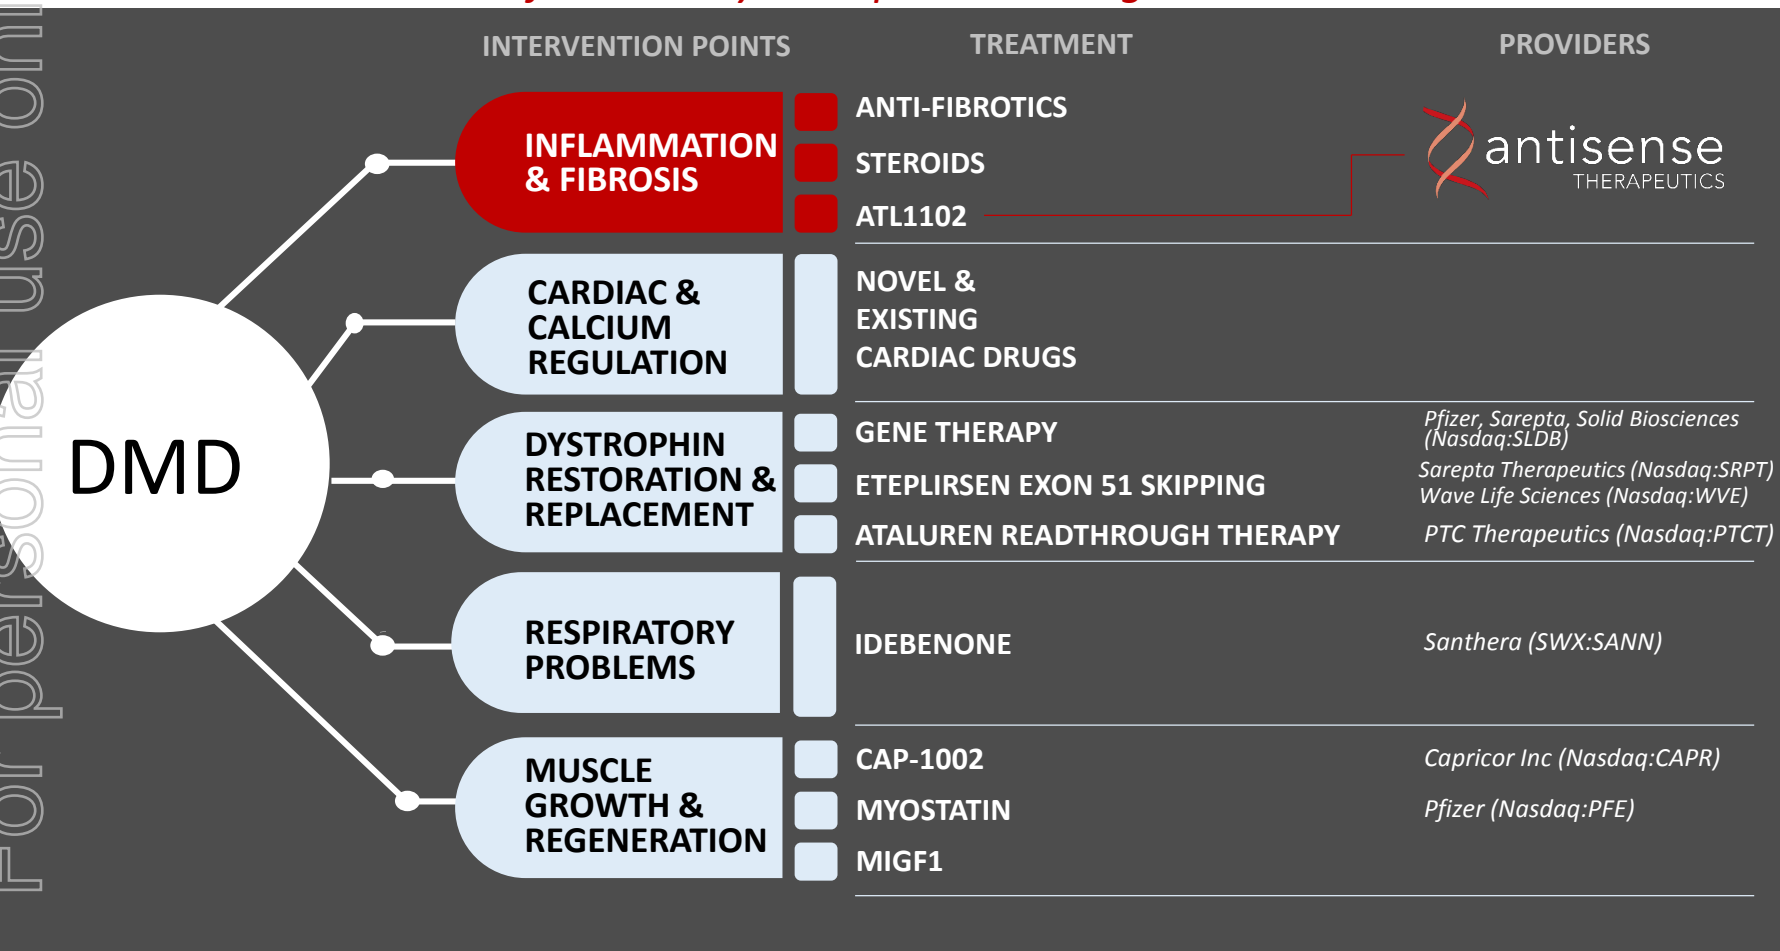 INTERVENTION POINTS
TREATMENT
PROVIDERS
DMD
INFLAMMATION
& FIBROSIS
ANTI-FIBROTICS
STEROIDS
ATL1102
antisense
THERAPEUTICS
CARDIAC &
CALCIUM
REGULATION
NOVEL &
EXISTING
CARDIAC DRUGS
DYSTROPHIN
RESTORATION &
REPLACEMENT
GENE THERAPY
Pfizer, Sarepta, Solid Biosciences
(Nasdaq:SLDB)
ETEPLIRSEN EXON 51 SKIPPING
Sarepta Therapeutics (Nasdaq:SRPT)
Wave Life Sciences (Nasdaq:WVE)
ATALUREN READTHROUGH THERAPY
PTC Therapeutics (Nasdaq:PTCT)
RESPIRATORY
PROBLEMS
IDEBENONE
Santhera (SWX:SANN)
MUSCLE
GROWTH &
REGENERATION
CAP-1002
Capricor Inc (Nasdaq:CAPR)
MYOSTATIN
Pfizer (Nasdaq:PFE)
MIGF1
For personal use